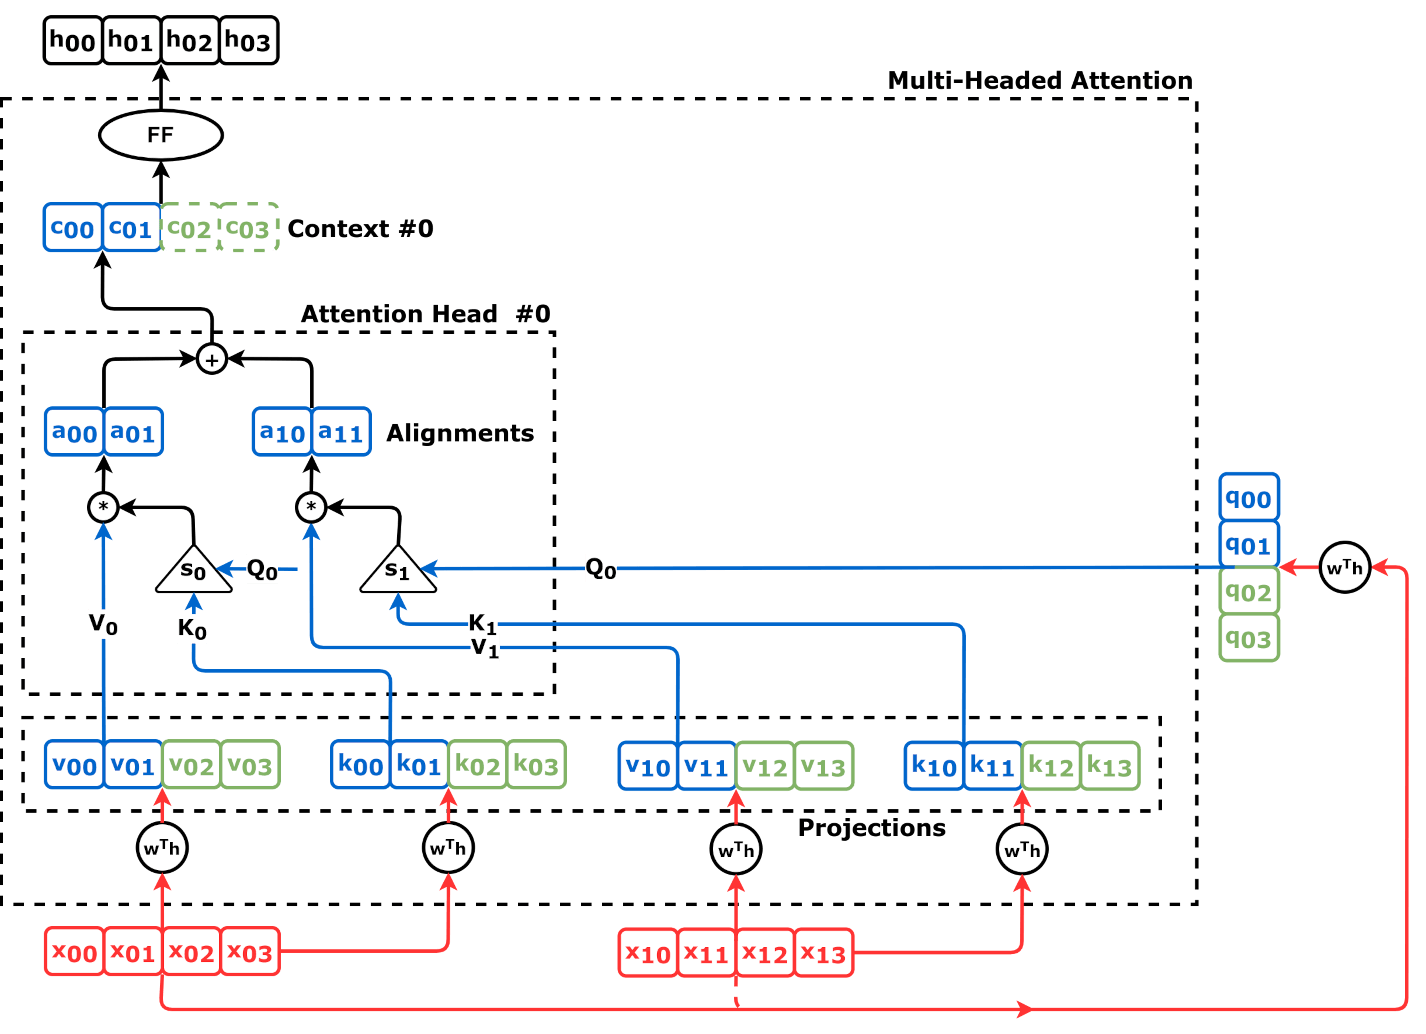 h00 h01 h02 h03
Multi-Headed Attention
FF
c00 c01 c02 c03 Context #0
Attention Head #0
+
a00 a01 a10 a11 Alignments
* *
q00
q01
q02
q03
wTh
s0 Q0 s1 Q0
V0 K0 K1
V1
v00 v01 v02 v03 k00 k01 k02 k03 v10 v11 v12 v13 k10 k11 k12 k13
Projections
wTh wTh wTh wTh
x00 x01 x02 x03 x10 x11 x12 x13